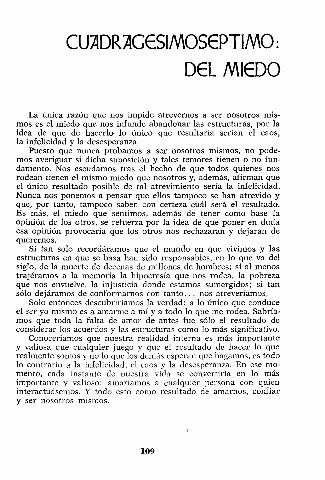 CUADRAGESIMOSEPTIMO:
DEL MIEDO
La única razón que nos impide atrevernos a ser nosotros mis-
mos es el miedo que nos infunde abandonar las estructuras, por la
idea de que de hacerlo lo único que resultaría serían el caos,
la infelicidad y la desesperanza.
Puesto que nunca probamos a ser nosotros mismos, no pode-
mos averiguar si dicha suposición y tales temores tienen o no fun-
damento. Nos escudamos tras el hecho de que todos quienes nos
rodean tienen el mismo miedo que nosotros y, además, afirman que
el único resultado posible de tal atrevimiento sería la infelicidad.
Nunca nos ponemos a pensar que ellos tampoco se han atrevido y
que, por tanto, tampoco saben con certeza cuál será el resultado.
Es más, el miedo que sentimos, además de tener como base la
opinión de los otros, se refuerza por la idea de que poner en duda
esa opinión provocaría que los otros nos rechazaran y dejaran de
querernos.
Si tan sólo recordáramos que el mundo en que vivimos y las
estructuras en que se basa han sido responsables, en lo que va del
siglo, de la muerte de decenas de millones de hombres; si al menos
trajéramos a la memoria la hipocresía que nos rodea, la pobreza
que nos envuelve, la injusticia donde estamos sumergidos; si tan
sólo dejáramos de conformarnos con tanto... nos atreveríamos.
Sólo entonces descubriríamos la verdad: a lo único que conduce
el ser yo mismo es a amarme a mí y a todo lo que me rodea. Sabría-
mos que toda la falta de amor de antes fue sólo el resultado de
considerar los acuerdos y las estructuras como lo más significativo.
Conoceríamos que nuestra realidad interna es más importante
y valiosa que cualquier juego y que el resultado de hacer lo que
realmente somos y no lo que los demás esperan que hagamos, es todo
lo contrario a la infelicidad, el caos y la desesperanza. En ese mo-
mento, cada instante de nuestra vida se convertiría en lo más
importante y valioso: amaríamos a cualquier persona con quien
interactuásemos. Y todo esto como resultado de amarnos, confiar
y ser nosotros mismos.
109